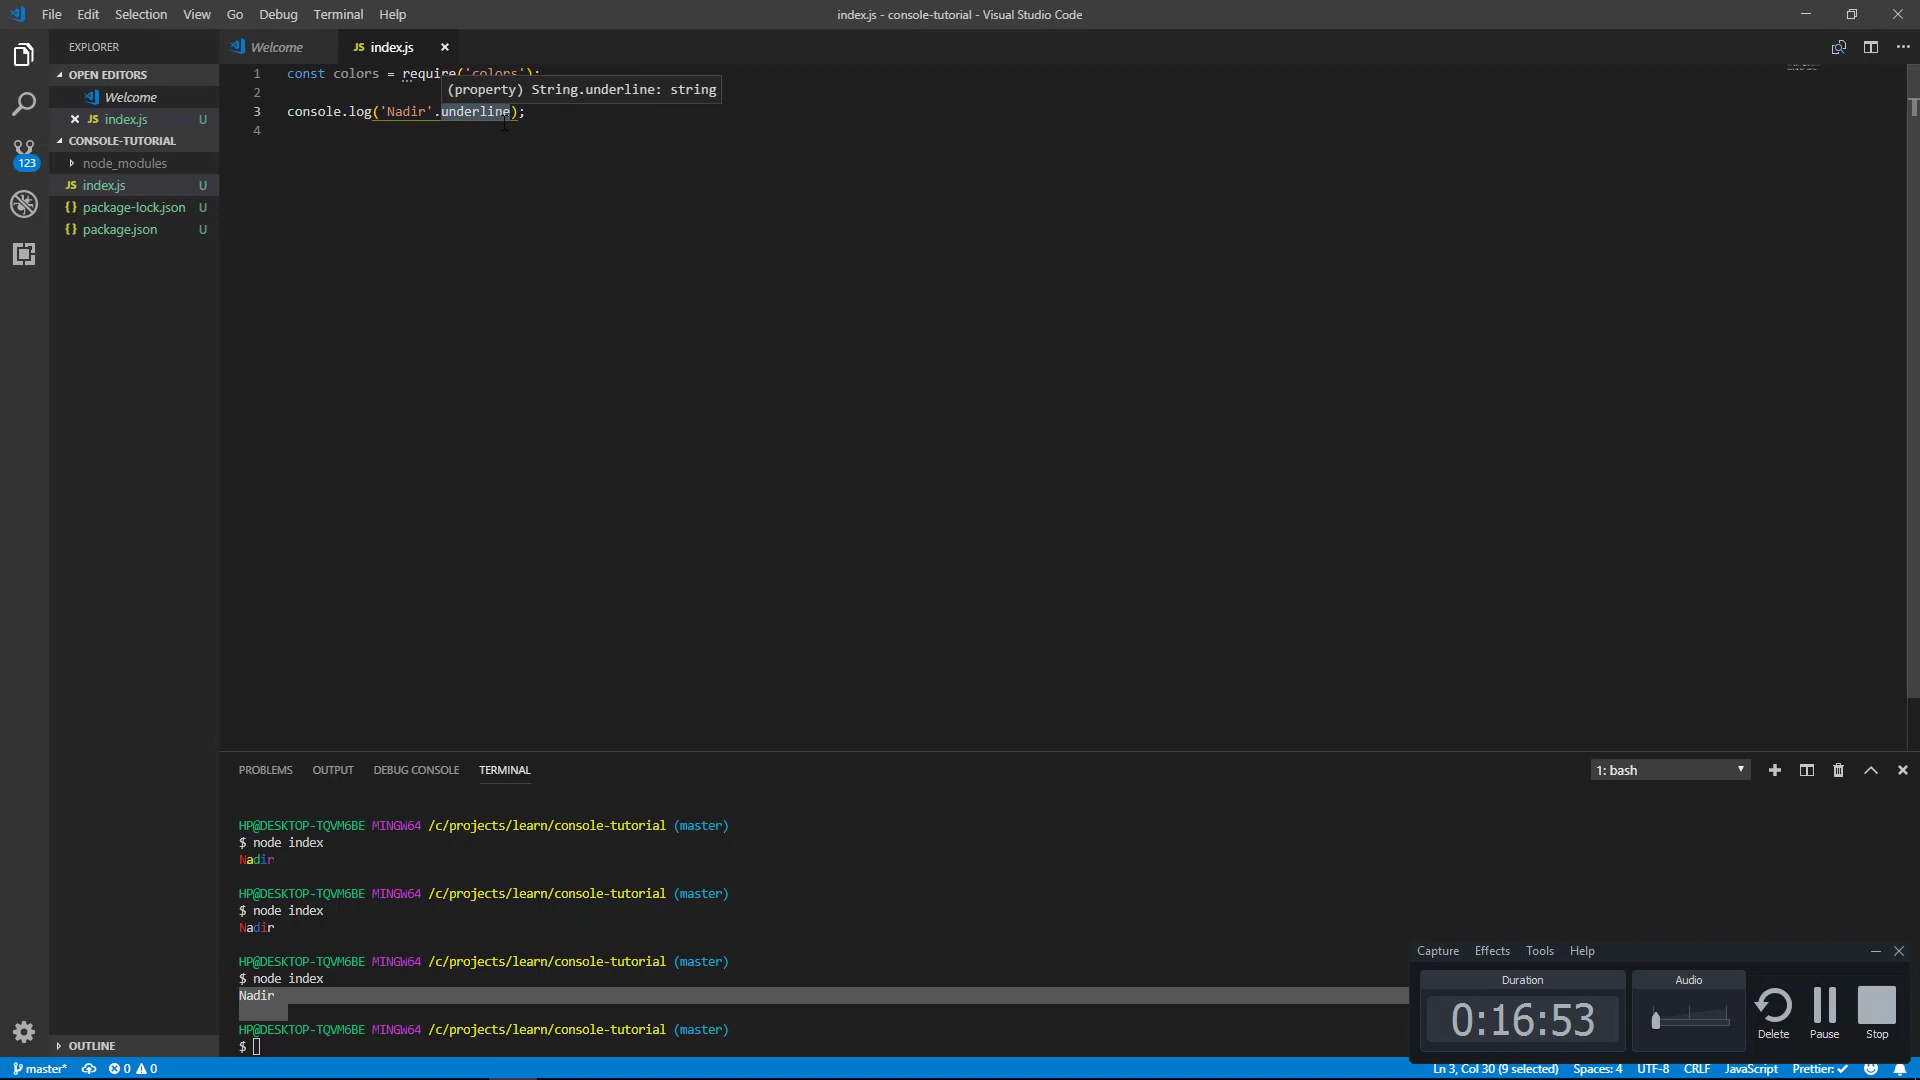 File Edit Selection View Go Debug Terminal Help
index.js - console-tutorial - Visual Studio Code
EXPLORER
Welcome
JS index.js
OPEN EDITORS
Welcome
JS index.js U
CONSOLE-TUTORIAL
node_modules
JS index.js U
{} package-lock.json U
{} package.json U
123
1 const colors = require('colors');
(property) String.underline: string
2
3 console.log('Nadir'.underline);
4
PROBLEMS OUTPUT DEBUG CONSOLE TERMINAL
1: bash
HP@DESKTOP-TQVM6BE MINGW64 /c/projects/learn/console-tutorial (master)
$ node index
Nadir
HP@DESKTOP-TQVM6BE MINGW64 /c/projects/learn/console-tutorial (master)
$ node index
Nadir
HP@DESKTOP-TQVM6BE MINGW64 /c/projects/learn/console-tutorial (master)
$ node index
Nadir
HP@DESKTOP-TQVM6BE MINGW64 /c/projects/learn/console-tutorial (master)
$
Capture Effects Tools Help
Duration
Audio
0:16:53
Delete Pause Stop
OUTLINE
master* 0 0
Ln 3, Col 30 (9 selected) Spaces: 4 UTF-8 CRLF JavaScript Prettier: ✓